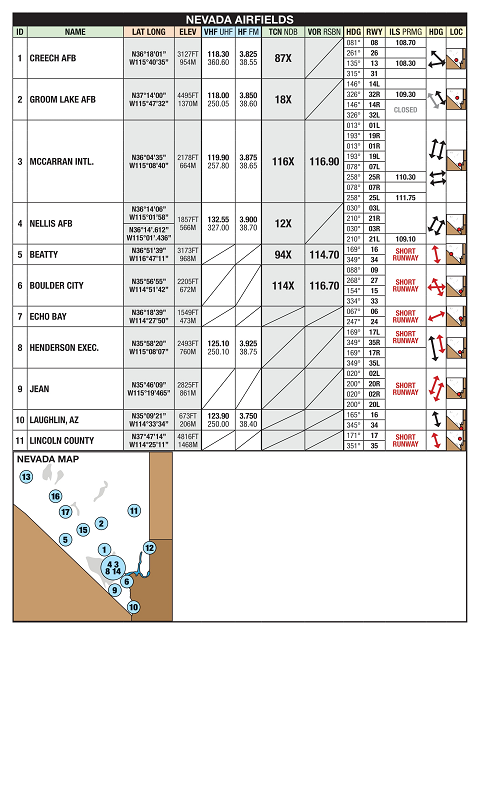 NEVADA AIRFIELDS
ID NAME LAT LONG ELEV VHF UHF HF FM TCN NDB VOR RSBN HDG RWY ILS PRMG HDG LOC
1 CREECH AFB N36°18'01" W115°40'35" 3127FT 954M 118.30 360.60 3.825 38.55 87X
081° 08 108.70
261° 26
135° 13 108.30
315° 31
2 GROOM LAKE AFB N37°14'00" W115°47'32" 4495FT 1370M 118.00 250.05 3.850 38.60 18X
146° 14L
326° 32R 109.30
146° 14R CLOSED
326° 32L
3 MCCARRAN INTL. N36°04'35" W115°08'40" 2178FT 664M 119.90 257.80 3.875 38.65 116X 116.90
013° 01L
193° 19R
013° 01R
193° 19L
078° 07L
258° 25R 110.30
078° 07R
258° 25L 111.75
4 NELLIS AFB N36°14'06" W115°01'58" N36°14'.612" W115°01'.436" 1857FT 566M 132.55 327.00 3.900 38.70 12X
030° 03L
210° 21R
030° 03R
210° 21L 109.10
5 BEATTY N36°51'39" W116°47'11" 3173FT 968M 94X 114.70
169° 16 SHORT
349° 34 RUNWAY
6 BOULDER CITY N35°56'55" W114°51'42" 2205FT 672M 114X 116.70
088° 09
268° 27 SHORT
154° 15 RUNWAY
334° 33
7 ECHO BAY N36°18'39" W114°27'50" 1549FT 473M
067° 06 SHORT
247° 24 RUNWAY
8 HENDERSON EXEC. N35°58'20" W115°08'07" 2493FT 760M 125.10 250.10 3.925 38.75
169° 17L SHORT
349° 35R RUNWAY
169° 17R
349° 35L
9 JEAN N35°46'09" W115°19'465" 2825FT 861M
020° 02L
200° 20R SHORT
020° 02R RUNWAY
200° 20L
10 LAUGHLIN, AZ N35°09'21" W114°33'34" 673FT 206M 123.90 250.00 3.750 38.40
165° 16
345° 34
11 LINCOLN COUNTY N37°47'14" W114°25'11" 4816FT 1468M
171° 17 SHORT
351° 35 RUNWAY
NEVADA MAP
13
16
17 11
2
15
5
1 12
4 3
8 14
6
9
10